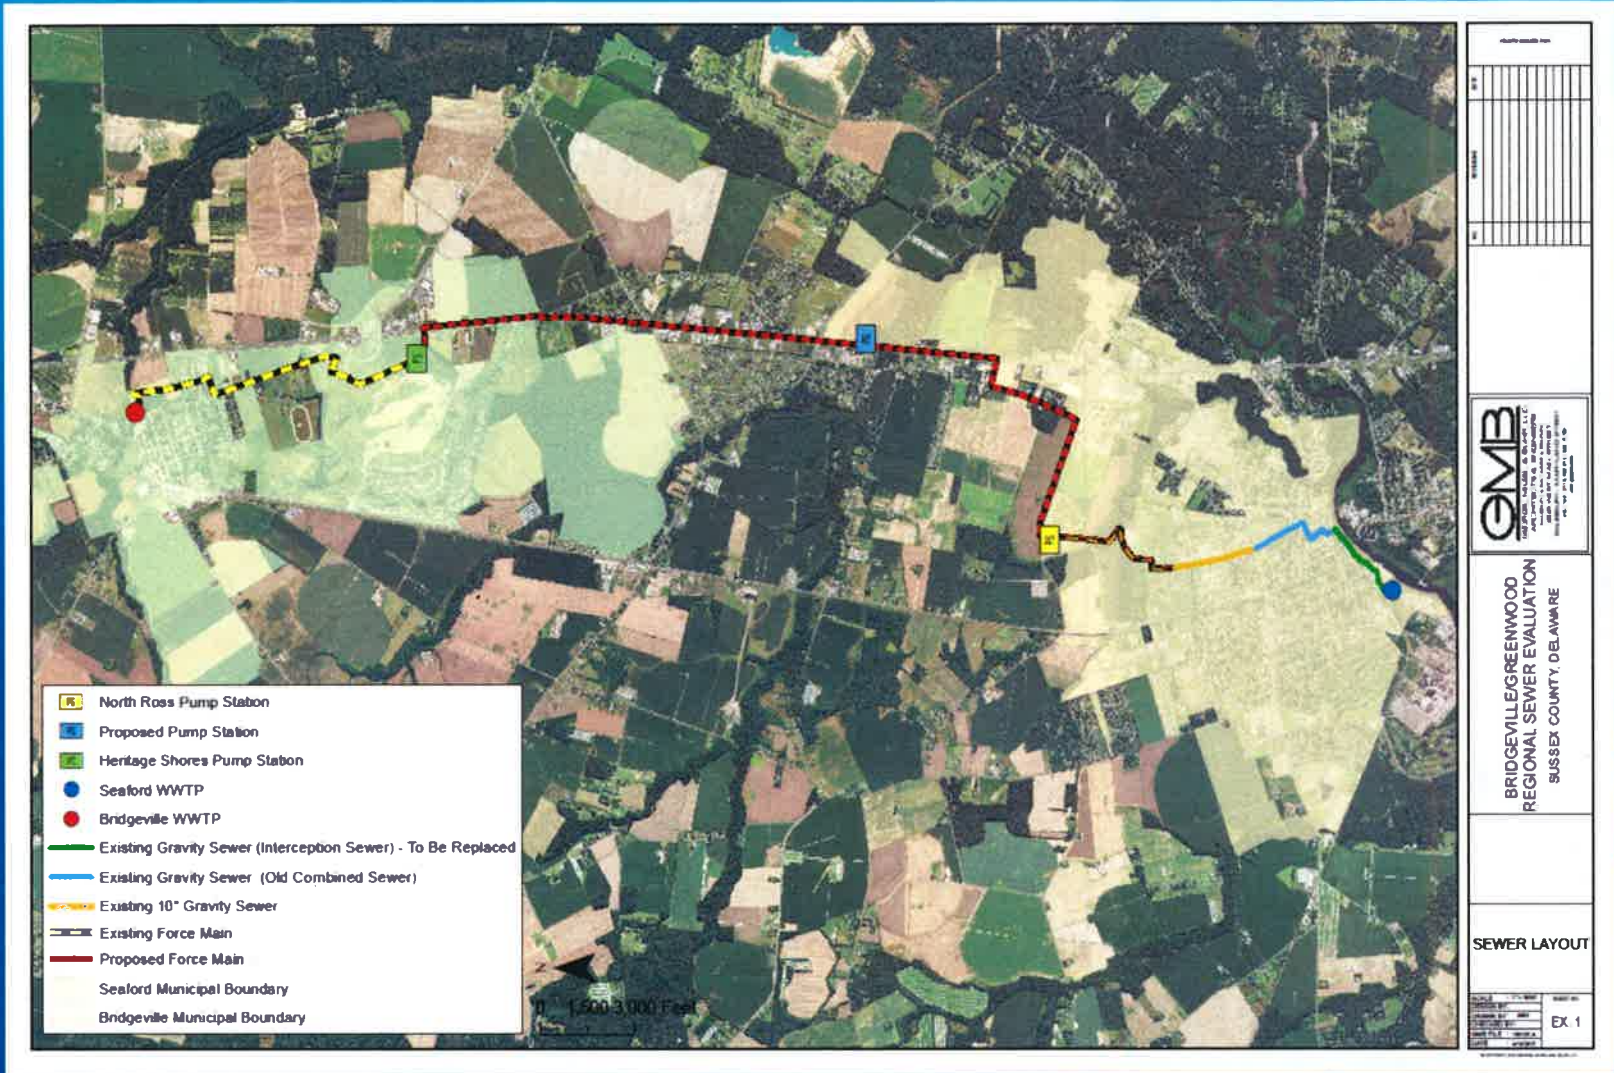 North Ross Pump Station
Proposed Pump Station
Heritage Shores Pump Station
Seaford WWTP
Bridgeville WWTP
Existing Gravity Sewer (Interception Sewer) - To Be Replaced
Existing Gravity Sewer (Old Combined Sewer)
Existing 10" Gravity Sewer
Existing Force Main
Proposed Force Main
Seaford Municipal Boundary
Bridgeville Municipal Boundary
0 1,500 3,000 Feet
GMB
BRIDGEVILLE/GREENWOOD
REGIONAL SEWER EVALUATION
SUSSEX COUNTY, DELAWARE
SEWER LAYOUT
EX. 1